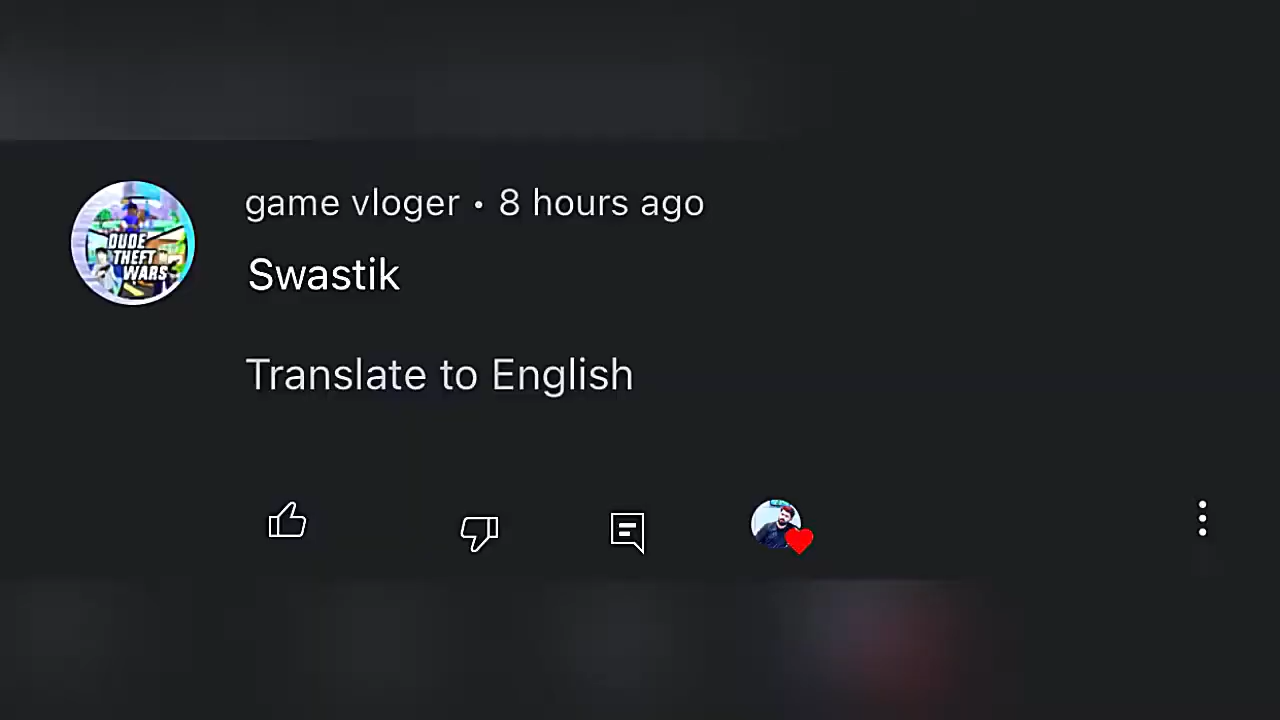 game vloger • 8 hours ago
DUDE
THEFT
WARS
Swastik
Translate to English